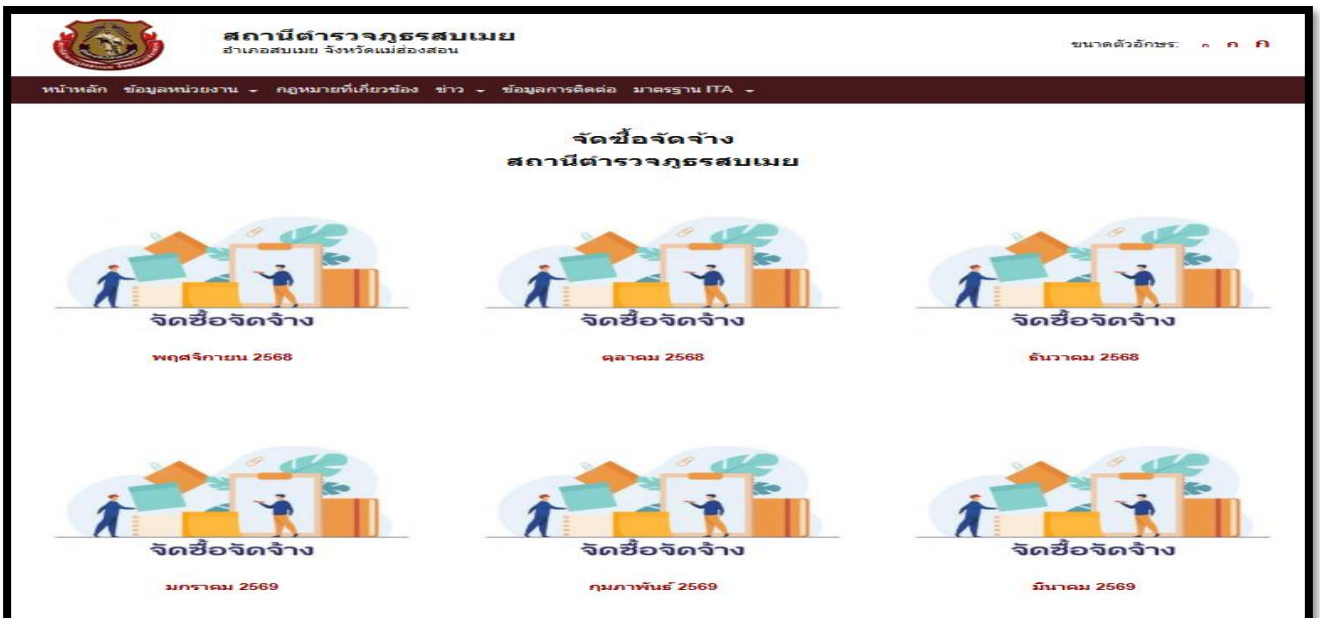 สถานีตำรวจภูธรสบเมย
อำเภอสบเมย จังหวัดแม่ฮ่องสอน
ขนาดตัวอักษร: ก ก ก
หน้าหลัก ข้อมูลหน่วยงาน กฎหมายที่เกี่ยวข้อง ข่าว ข้อมูลการติดต่อ มาตรฐาน ITA
จัดซื้อจัดจ้าง
สถานีตำรวจภูธรสบเมย
จัดซื้อจัดจ้าง จัดซื้อจัดจ้าง จัดซื้อจัดจ้าง
พฤศจิกายน 2568 ตุลาคม 2568 ธันวาคม 2568
จัดซื้อจัดจ้าง จัดซื้อจัดจ้าง จัดซื้อจัดจ้าง
มกราคม 2569 กุมภาพันธ์ 2569 มีนาคม 2569